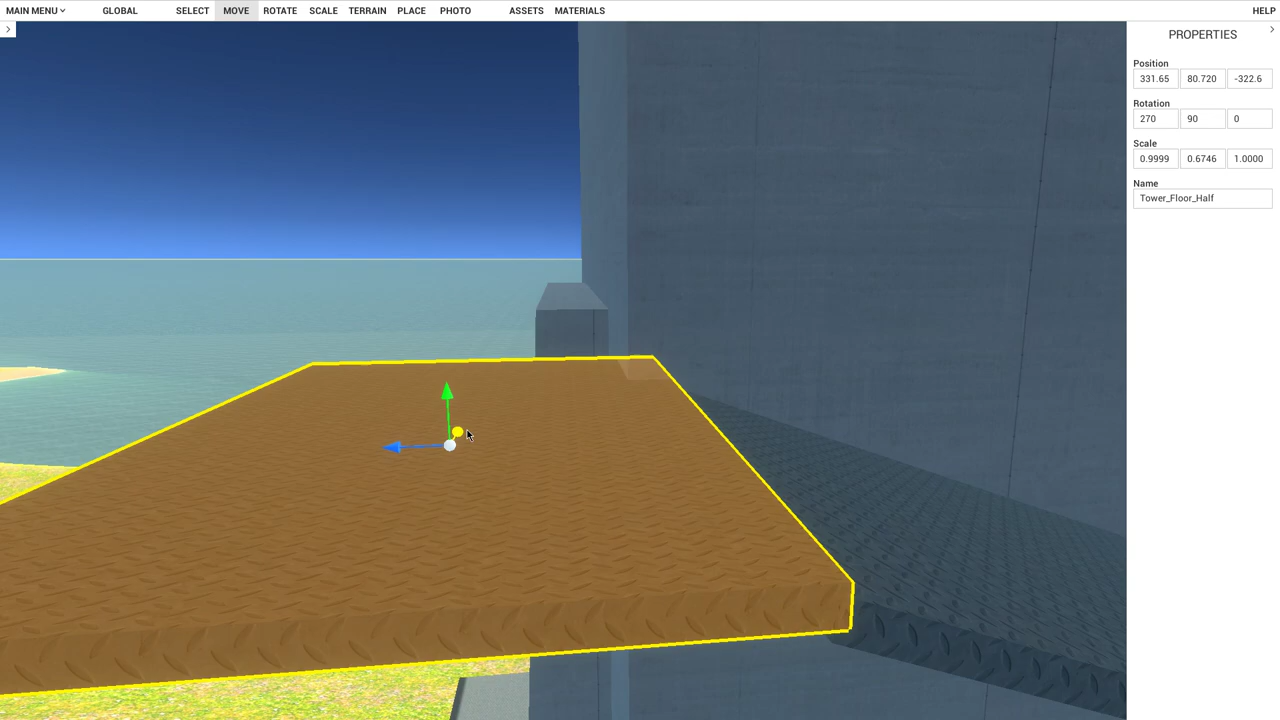 MAIN MENU GLOBAL SELECT MOVE ROTATE SCALE TERRAIN PLACE PHOTO ASSETS MATERIALS HELP
PROPERTIES
Position
331.65 80.720 -322.6
Rotation
270 90 0
Scale
0.9999 0.6746 1.0000
Name
Tower_Floor_Half